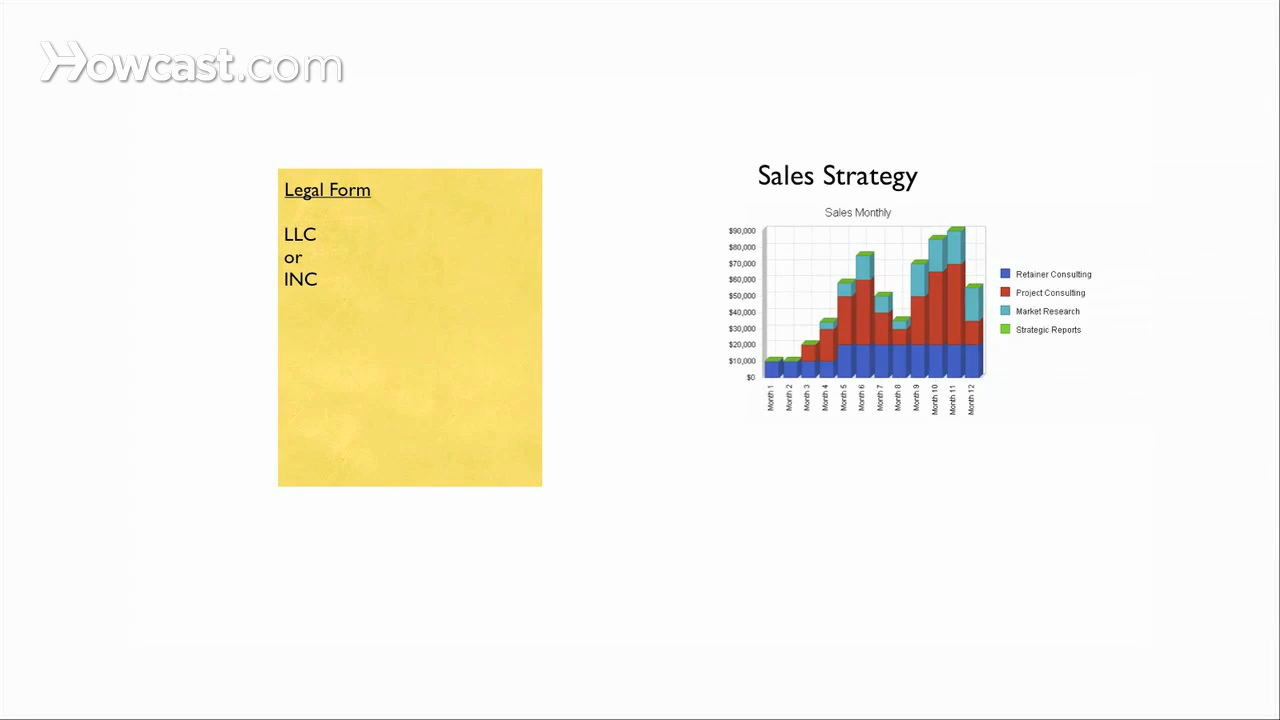 Howcast.com
Legal Form
LLC
or
INC
Sales Strategy
Sales Monthly
$90,000
$80,000
$70,000
$60,000
$50,000
$40,000
$30,000
$20,000
$10,000
$0
Month 1
Month 2
Month 3
Month 4
Month 5
Month 6
Month 7
Month 8
Month 9
Month 10
Month 11
Month 12
Retainer Consulting
Project Consulting
Market Research
Strategic Reports